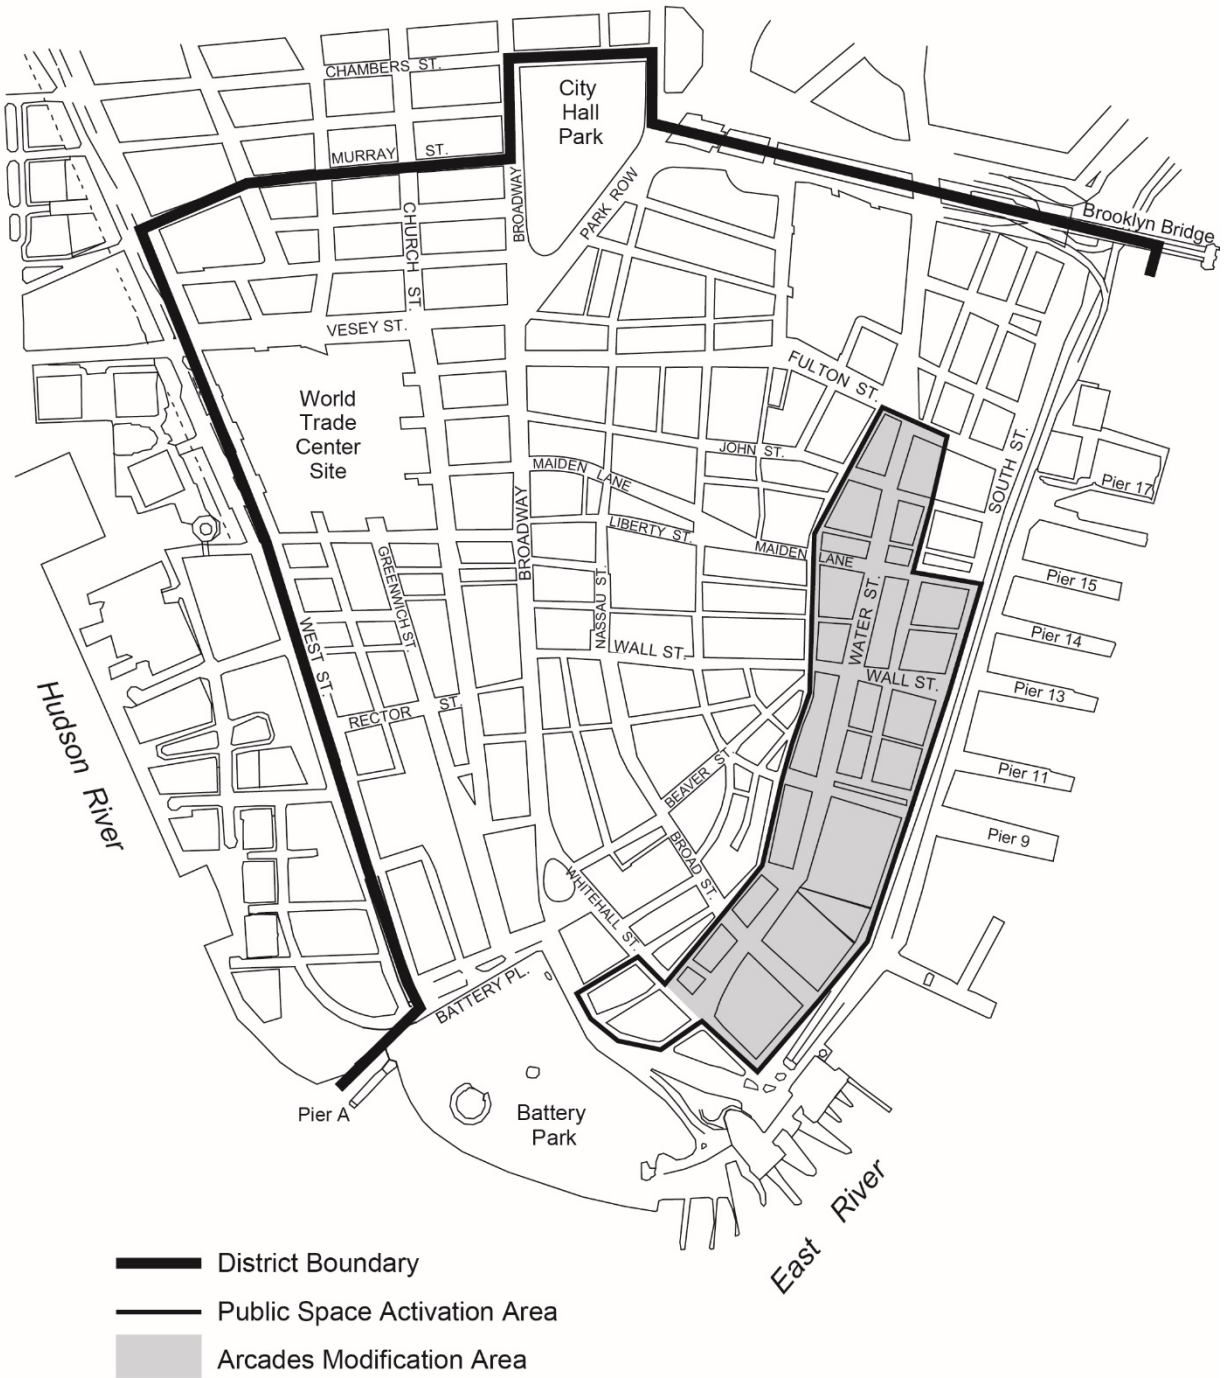 CHAMBERS ST.
City
Hall
Park
MURRAY ST.
BROADWAY
PARK ROW
CHURCH ST.
Brooklyn Bridge
VESEY ST.
FULTON ST.
World
Trade
Center
Site
JOHN ST.
SOUTH ST.
MAIDEN LANE
Pier 17
BROADWAY
LIBERTY ST.
MAIDEN LANE
GREENWICH ST.
NASSAU ST.
WATER ST.
Pier 15
WEST ST.
WALL ST.
Pier 14
WALL ST.
Pier 13
RECTOR ST.
Hudson River
BEAVER ST.
Pier 11
BROAD ST.
Pier 9
WHITEHALL ST.
BATTERY PL.
Pier A
Battery
Park
East River
District Boundary
Public Space Activation Area
Arcades Modification Area